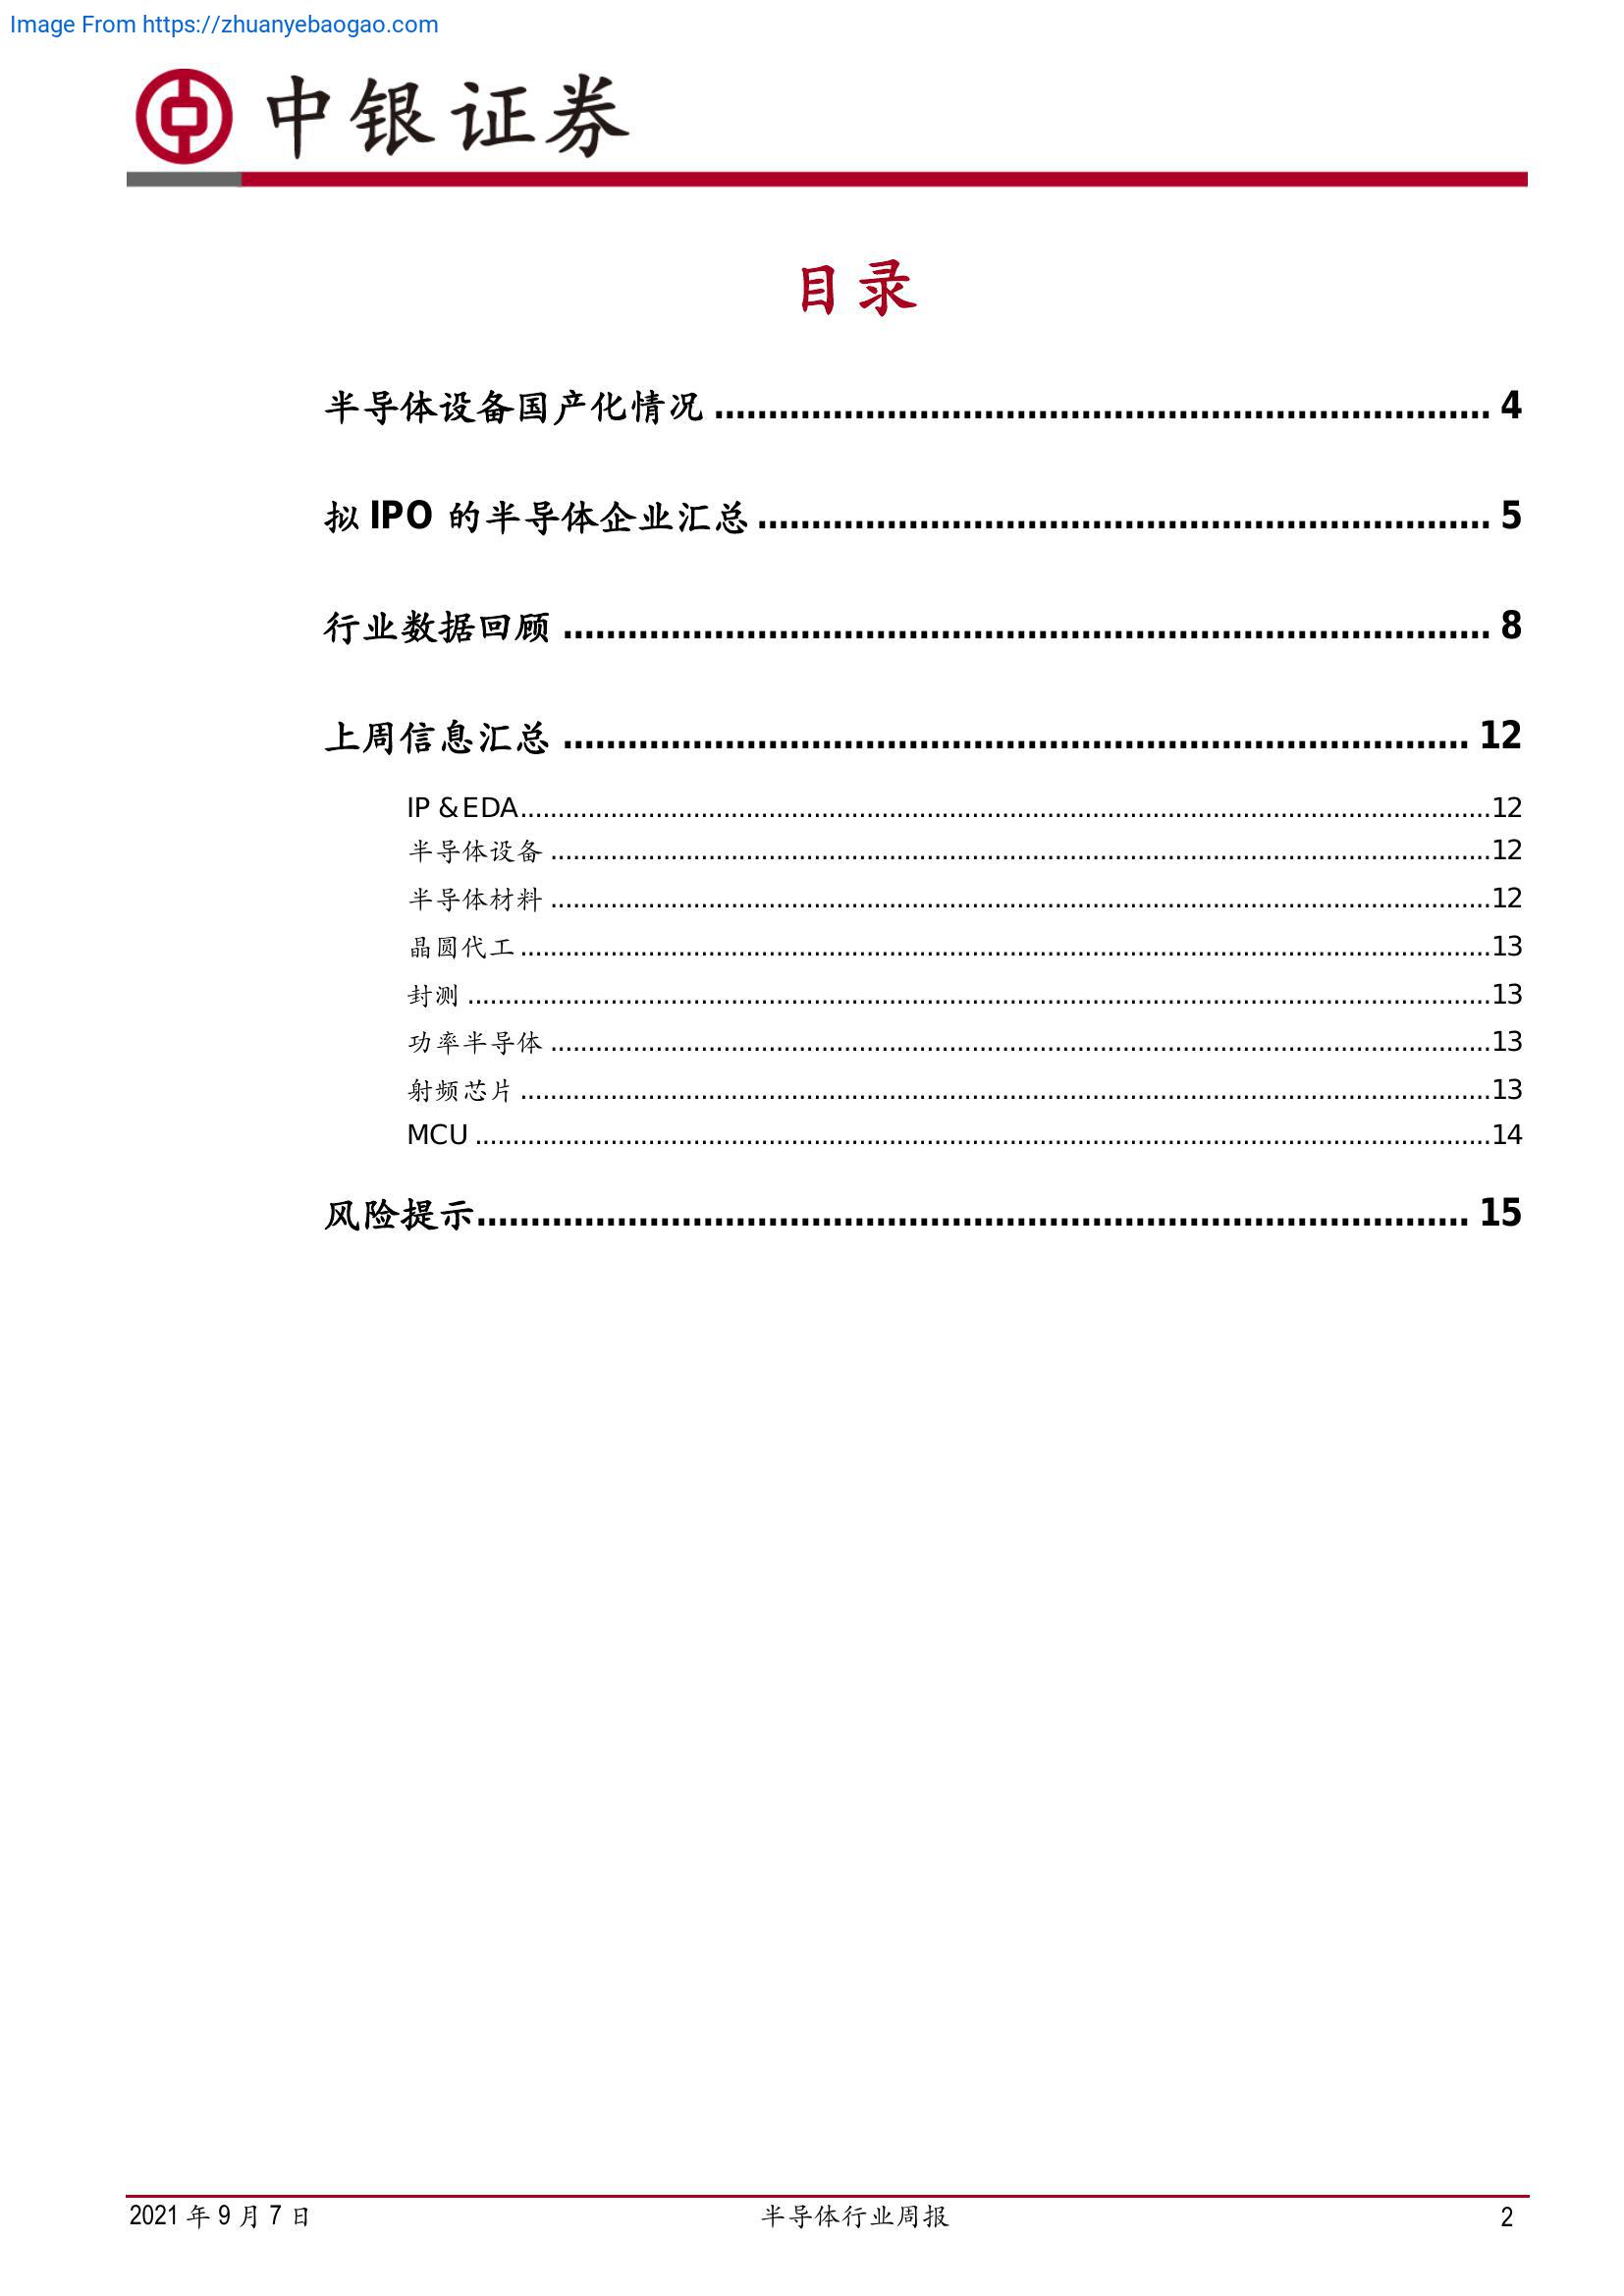 Image From https://zhuanyebaogao.com
中银证券
目录
半导体设备国产化情况 ........................................................................ 4
拟 IPO 的半导体企业汇总 .................................................................... 5
行业数据回顾 ...................................................................................... 8
上周信息汇总 .................................................................................... 12
IP & EDA.................................................................................12
半导体设备 ...............................................................................12
半导体材料 ...............................................................................12
晶圆代工 .................................................................................13
封测 .......................................................................................13
功率半导体 ...............................................................................13
射频芯片 .................................................................................13
MCU .......................................................................................14
风险提示............................................................................................ 15
2021 年 9 月 7 日 半导体行业周报 2